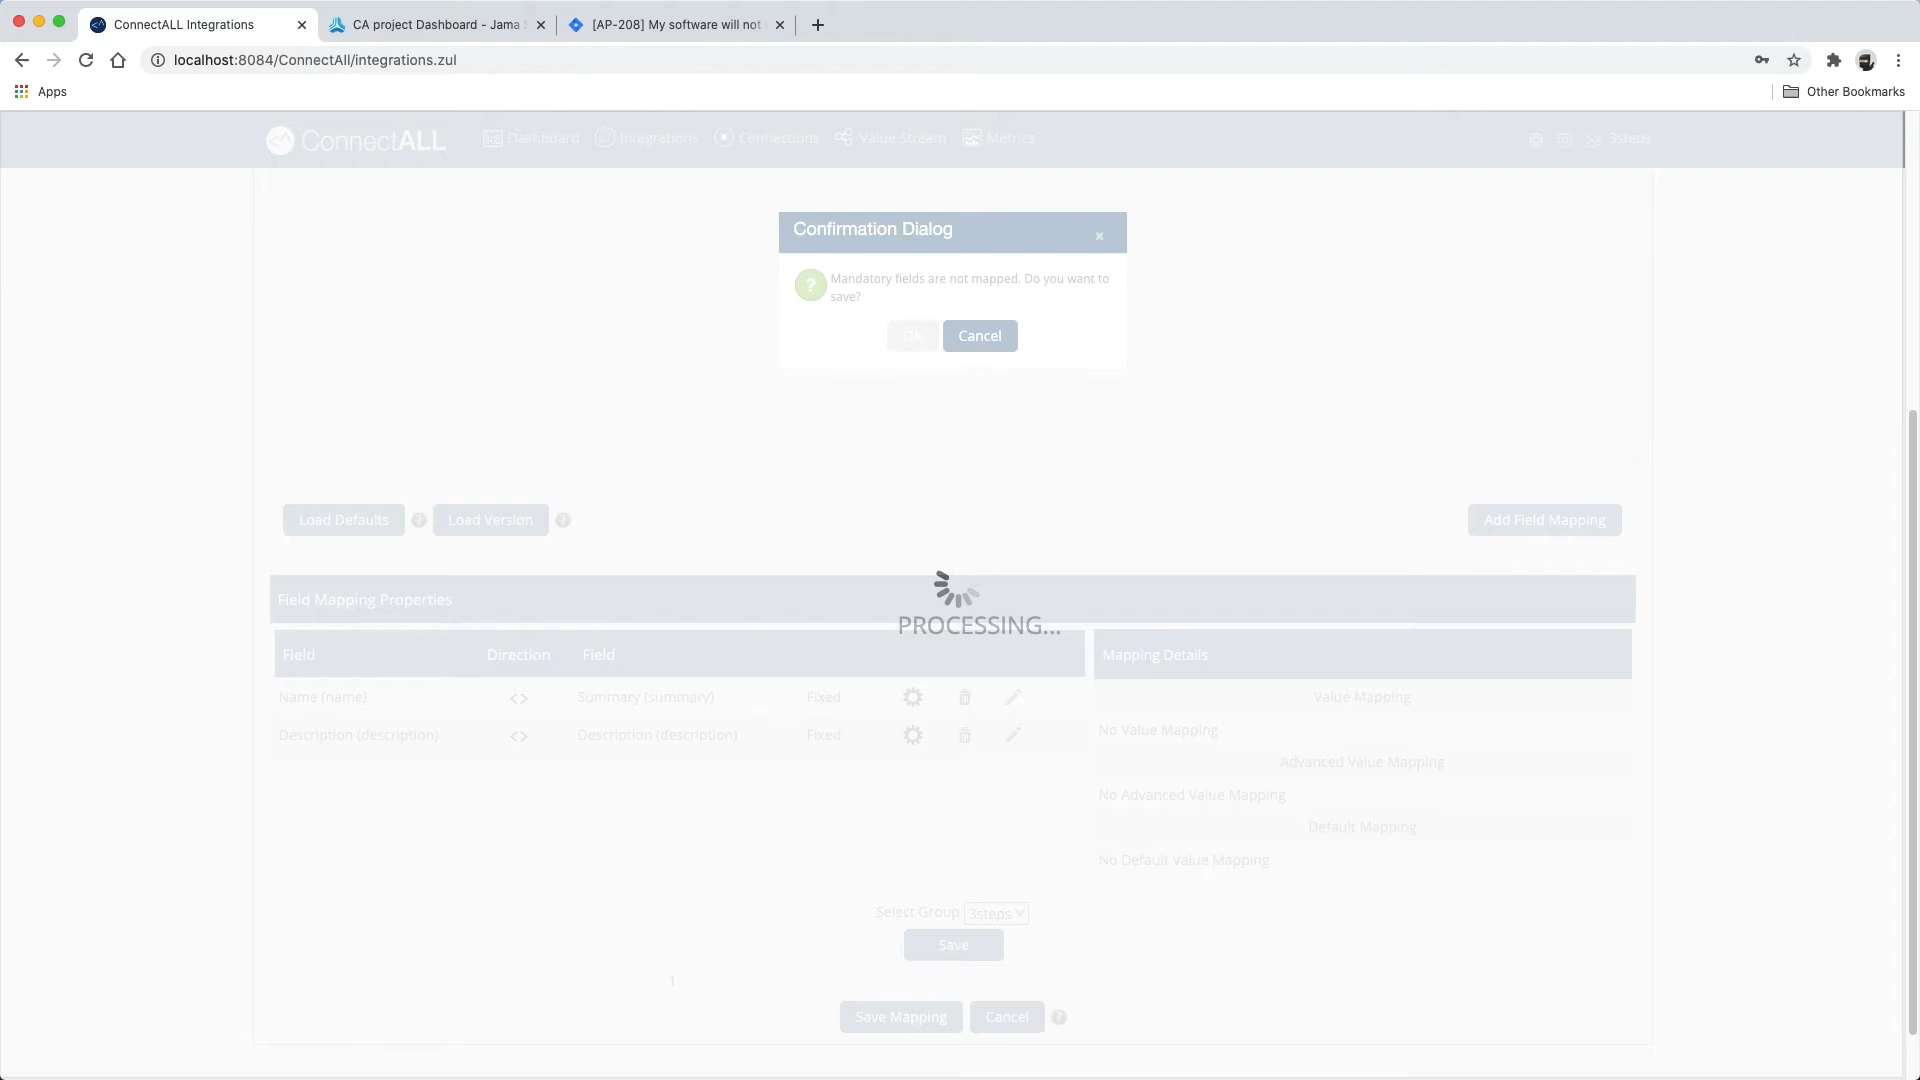 ConnectALL Integrations
CA project Dashboard - Jama S
[AP-208] My software will not
localhost:8084/ConnectAll/integrations.zul
Apps
Other Bookmarks
ConnectALL
Dashboard
Integrations
Connections
Value Stream
Metrics
3steps
Confirmation Dialog
Mandatory fields are not mapped. Do you want to
save?
OK
Cancel
Load Defaults
Load Version
Add Field Mapping
PROCESSING...
Field Mapping Properties
Field Direction Field
Mapping Details
Name (name) <> Summary (summary) Fixed
Description (description) <> Description (description) Fixed
Value Mapping
No Value Mapping
Advanced Value Mapping
No Advanced Value Mapping
Default Mapping
No Default Value Mapping
Select Group 3steps
Save
1
Save Mapping
Cancel